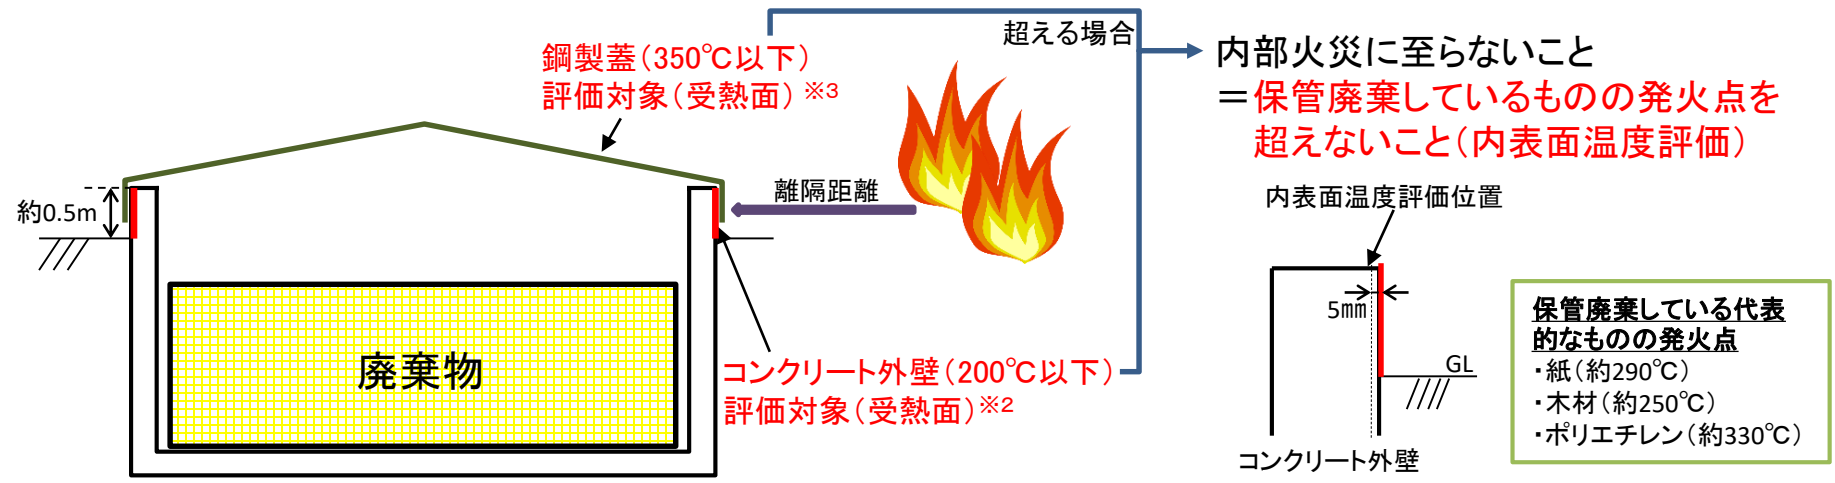 鋼製蓋（350℃以下）
評価対象（受熱面）※3
超える場合
内部火災に至らないこと
＝保管廃棄しているものの発火点を
超えないこと（内表面温度評価）
約0.5m
離隔距離
廃棄物
コンクリート外壁（200℃以下）
評価対象（受熱面）※2
内表面温度評価位置
5㎜
GL
コンクリート外壁
保管廃棄している代表
的なものの発火点
・紙（約290℃）
・木材（約250℃）
・ポリエチレン（約330℃）